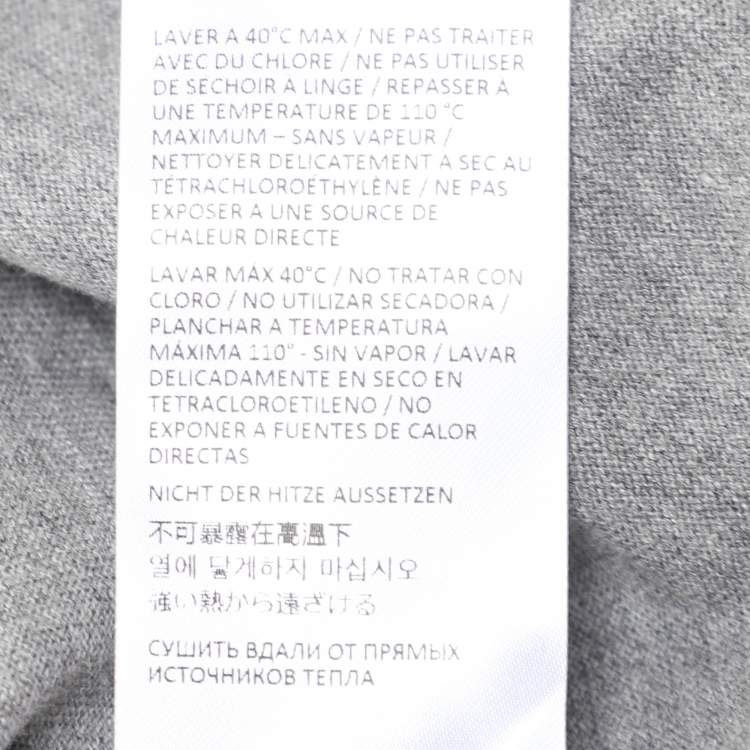 LAVER A 40°C MAX / NE PAS TRAITER
AVEC DU CHLORE / NE PAS UTILISER
DE SÉCHOIR À LINGE / REPASSER À
UNE TEMPÉRATURE DE 110 °C
MAXIMUM – SANS VAPEUR /
NETTOYER DÉLICATEMENT À SEC AU
TÉTRACHLOROÉTHYLÈNE / NE PAS
EXPOSER A UNE SOURCE DE
CHALEUR DIRECTE
LAVAR MÁX 40°C / NO TRATAR CON
CLORO / NO UTILIZAR SECADORA /
PLANCHAR A TEMPERATURA
MÁXIMA 110° - SIN VAPOR / LAVAR
DELICADAMENTE EN SECO EN
TETRACLOROETILENO / NO
EXPONER A FUENTES DE CALOR
DIRECTAS
NICHT DER HITZE AUSSETZEN
不可暴露在高溫下
열에 닿게하지 마십시오
強い熱から遠ざける
СУШИТЬ ВДАЛИ ОТ ПРЯМЫХ
ИСТОЧНИКОВ ТЕПЛА